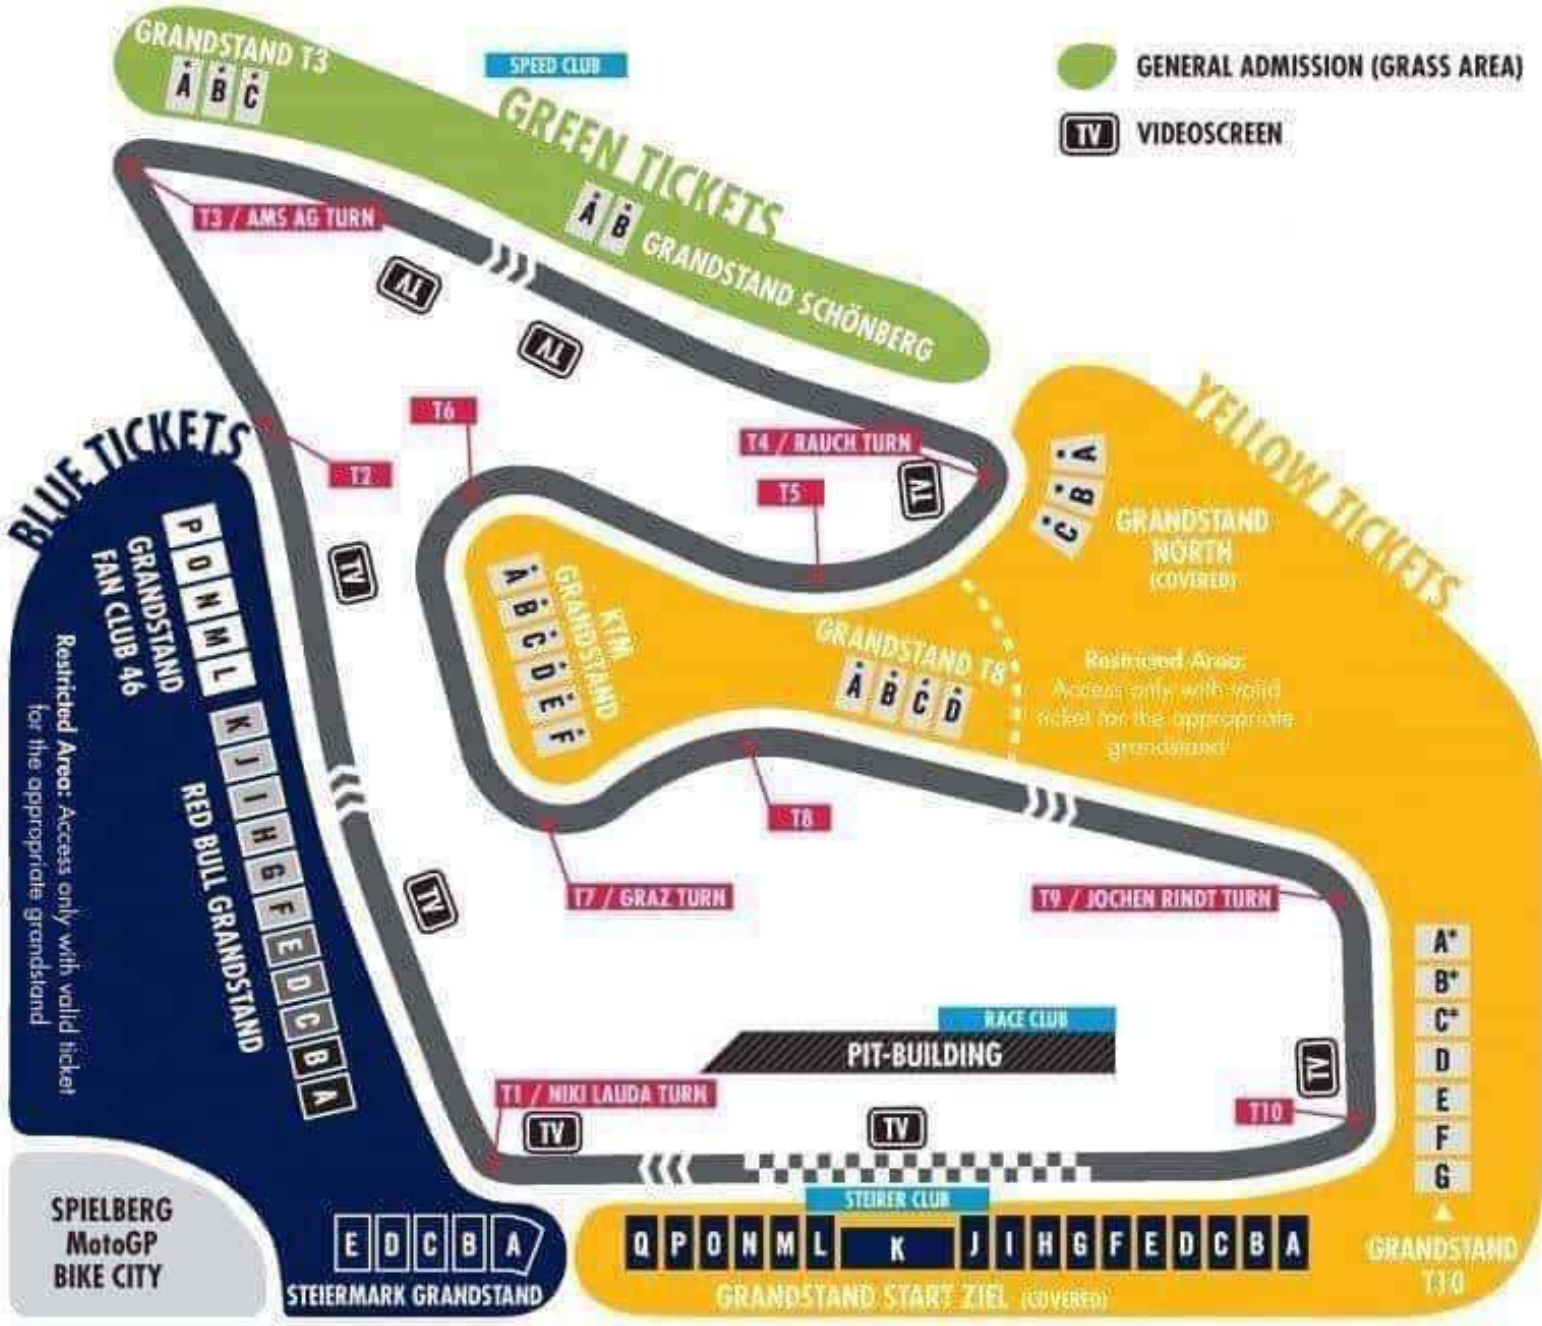 GRANDSTAND T3
A B C
SPEED CLUB
GREEN TICKETS
GENERAL ADMISSION (GRASS AREA)
TV VIDEOSCREEN
A B
GRANDSTAND SCHÖNBERG
T3 / AMS AG TURN
TV
TV
T6
T4 / RAUCH TURN
TV
T5
T2
BLUE TICKETS
YELLOW TICKETS
A
B
C
GRANDSTAND
NORTH
(COVERED)
P O N M L
GRANDSTAND
FAN CLUB 46
TV
A B C D E F
KTM
GRANDSTAND
GRANDSTAND T8
A B C D
Restricted Area:
Access only with valid
ticket for the appropriate
grandstand
Restricted Area: Access only with valid ticket
for the appropriate grandstand
K J I H G F E D C B A
RED BULL GRANDSTAND
T8
T7 / GRAZ TURN
TV
T9 / JOCHEN RINDT TURN
A*
B*
C*
D
E
F
G
GRANDSTAND
T10
RACE CLUB
PIT-BUILDING
TV
T10
T1 / NIKI LAUDA TURN
TV
TV
STEIRER CLUB
SPIELBERG
MotoGP
BIKE CITY
E D C B A
STEIERMARK GRANDSTAND
Q P O N M L K J I H G F E D C B A
GRANDSTAND START ZIEL (COVERED)